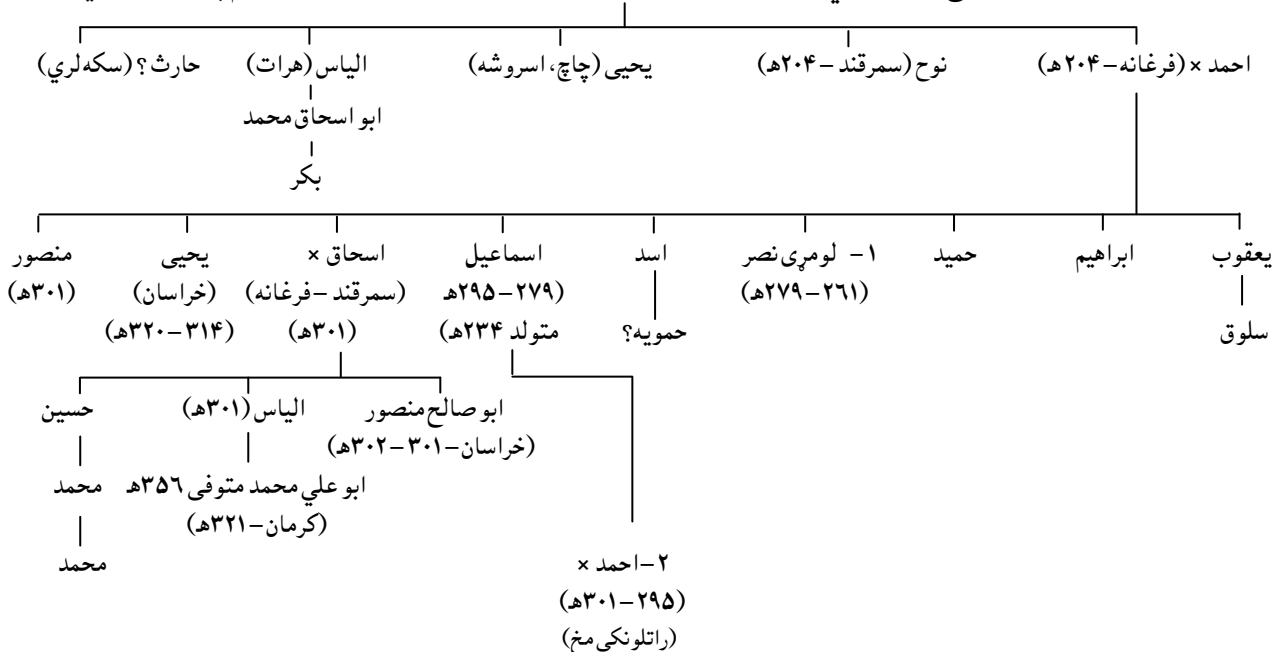 احمد × (فرغانه – ۲۰۴هـ)
نوح (سمرقند – ۲۰۴هـ)
یحیی (چاچ، اسروشه)
الیاس (هرات)
حارث؟ (سکه‌لري)
ابو اسحاق محمد
بکر
یعقوب
ابراهیم
حمید
۱ - لومړی نصر
اسد
اسماعیل
اسحاق ×
یحیی
منصور
(۲۶۱–۲۷۹هـ)
(۲۷۹–۲۹۵هـ
(سمرقند – فرغانه)
(خراسان)
(۳۰۱هـ)
سلوق
حمویه؟
متولد ۲۳۴هـ)
(۳۰۱هـ)
(۳۱۴–۳۲۰هـ)
ابو صالح منصور
الیاس (۳۰۱هـ)
حسین
(خراسان – ۳۰۱–۳۰۲هـ)
ابو علي محمد متوفی ۳۵۶هـ
محمد
(کرمان – ۳۲۱هـ)
محمد
۲ – احمد ×
(۲۹۵–۳۰۱هـ)
(راتلونکی مخ)